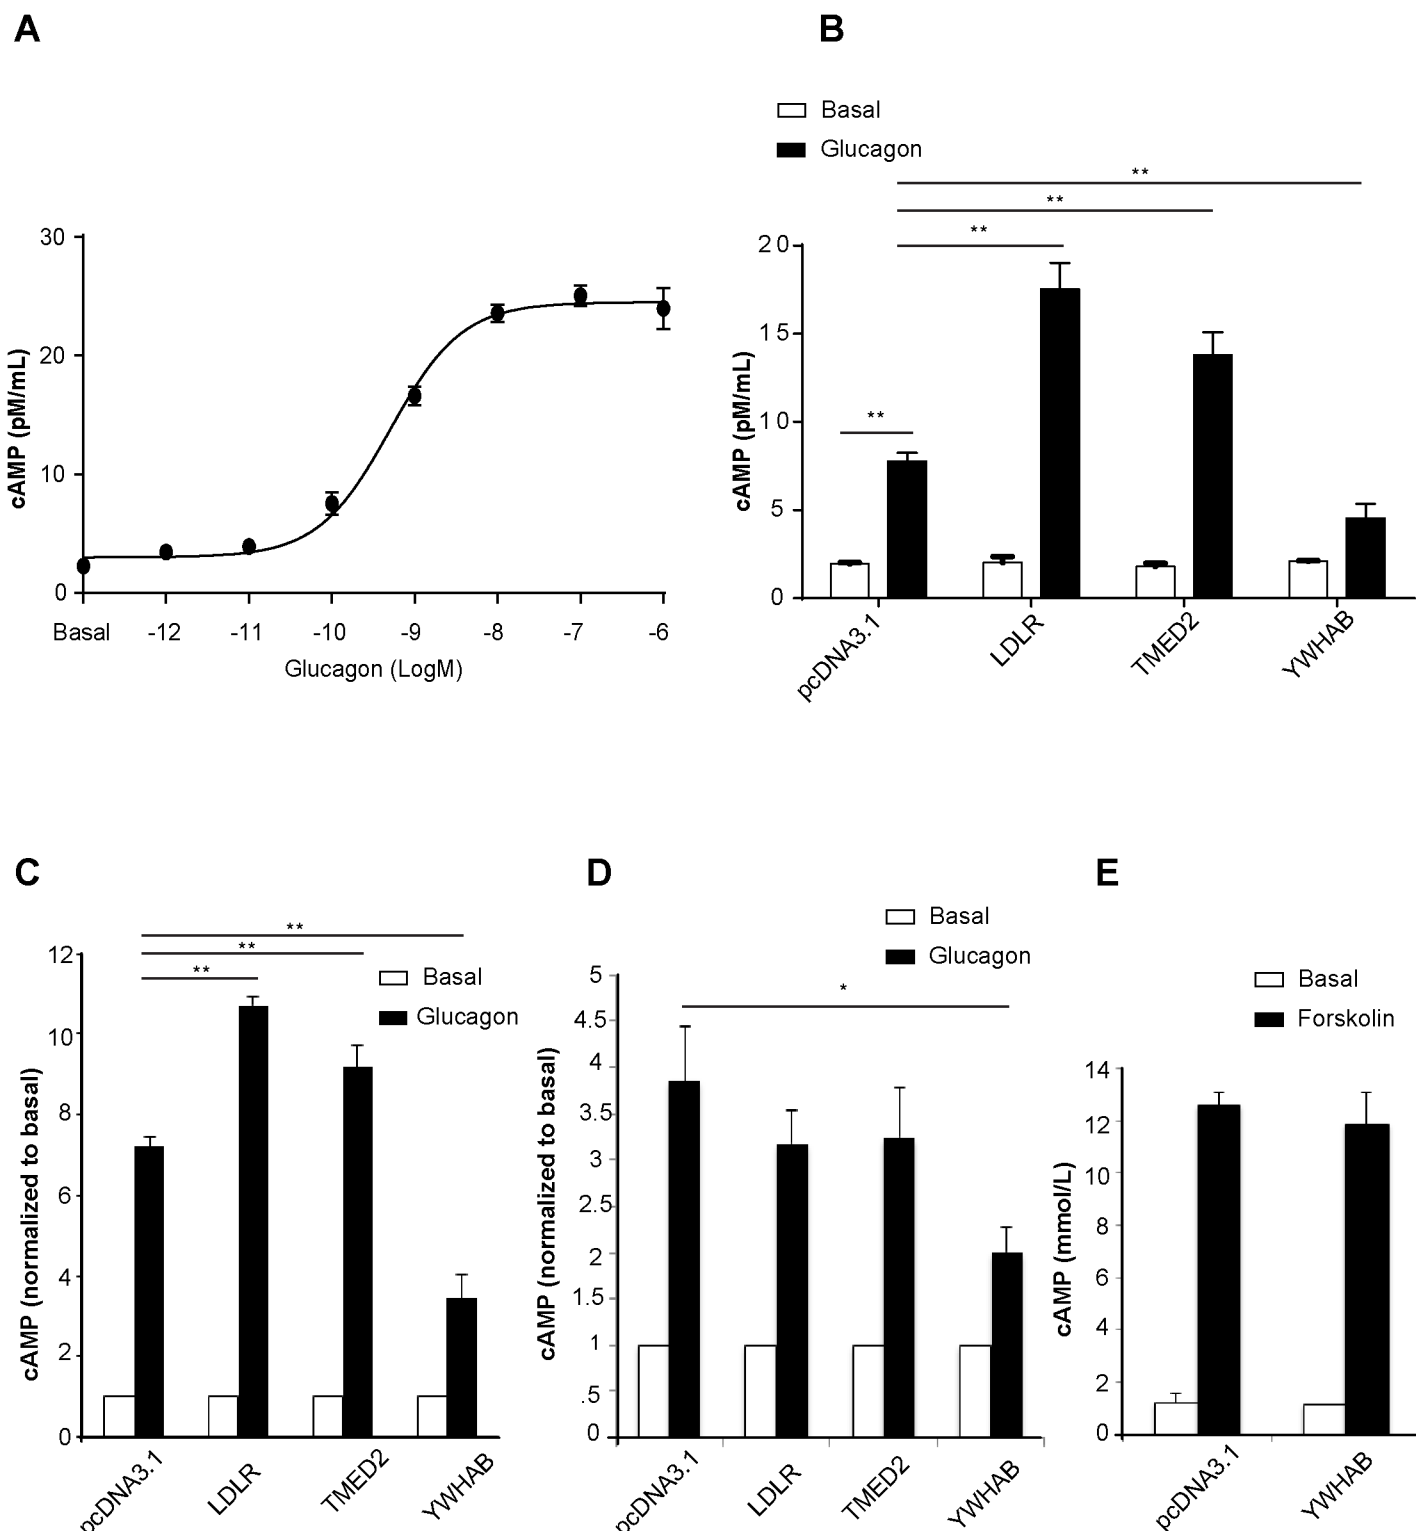 A
30
20
10
0
cAMP (pM/mL)
Basal -12 -11 -10 -9 -8 -7 -6
Glucagon (LogM)
B
Basal
Glucagon
**
**
**
**
20
15
10
5
0
cAMP (pM/mL)
pcDNA3.1 LDLR TMED2 YWHAB
C
**
**
**
Basal
Glucagon
12
10
8
6
4
2
0
cAMP (normalized to basal)
pcDNA3.1 LDLR TMED2 YWHAB
D
Basal
Glucagon
*
5
4.5
4
3.5
3
2.5
2
1.5
1
.5
0
cAMP (normalized to basal)
pcDNA3.1 LDLR TMED2 YWHAB
E
Basal
Forskolin
14
12
10
8
6
4
2
0
cAMP (mmol/L)
pcDNA3.1 YWHAB